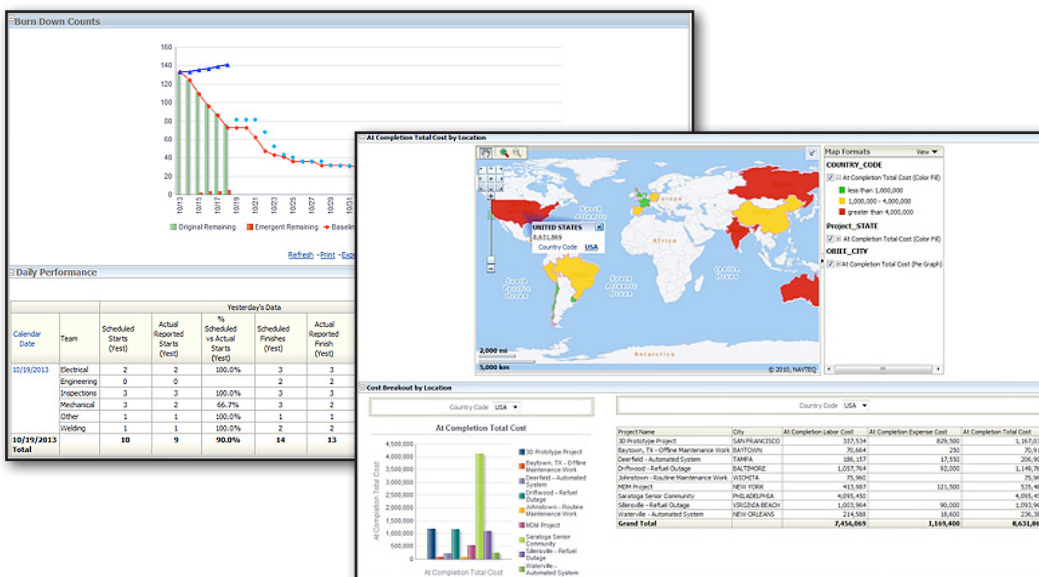 Burn Down Counts
160
140
120
100
80
60
40
20
0
10/13
10/15
10/17
10/19
10/21
10/23
10/25
10/27
10/29
10/31
Original Remaining
Emergent Remaining
Refresh - Print -
Daily Performance
Yesterday's Data
Calendar Date
Team
Scheduled Starts (Yest)
Actual Reported Starts (Yest)
% Scheduled vs Actual Starts (Yest)
Scheduled Finishes (Yest)
Actual Reported Finish (Yest)
10/19/2013 Electrical 2 2 100.0% 3 3
Engineering 0 0 2 2
Inspections 3 3 100.0% 3 3
Mechanical 3 2 66.7% 3 2
Other 1 1 100.0% 1 1
Welding 1 1 100.0% 2 2
10/19/2013 Total 10 9 90.0% 14 13
At Completion Total Cost by Location
UNITED STATES
8,631,869
Country Code USA
North Atlantic
Europe
Africa
South Pacific Ocean
South Atlantic Ocean
Indian Ocean
Antarctica
2,000 mi
5,000 km
© 2010, NAVTEQ
Map Formats View
COUNTRY_CODE
At Completion Total Cost (Color Fill)
less than 1,000,000
1,000,000 - 4,000,000
greater than 4,000,000
Project_STATE
At Completion Total Cost (Color Fill)
OBJEE_CITY
At Completion Total Cost (Pie Graph)
Cost Breakout by Location
Country Code USA
At Completion Total Cost
At Completion Total Cost
4,500,000
4,000,000
3,500,000
3,000,000
2,500,000
2,000,000
1,500,000
1,000,000
500,000
0
At Completion Total Cost
3D Prototype Project
Baytown, TX - Offline Maintenance Work
Deerfield - Automated System
Driftwood - Refuel Outage
Johnstown - Routine Maintenance Work
MDM Project
Saratoga Senior Community
Sillersville - Refuel Outage
Waterville - Automated System
Country Code USA
Project Name City At Completion Labor Cost At Completion Expense Cost At Completion Total Cost
3D Prototype Project SAN FRANCISCO 337,534 829,500
Baytown, TX - Offline Maintenance Work BAYTOWN 70,664 250
Deerfield - Automated System TAMPA 186,157 17,550
Driftwood - Refuel Outage BALTIMORE 1,057,764 92,000
Johnstown - Routine Maintenance Work WICHITA 75,960
MDM Project NEW YORK 413,987 121,500
Saratoga Senior Community PHILADELPHIA 4,095,450
Sillersville - Refuel Outage VIRGINIA BEACH 1,003,964 90,000
Waterville - Automated System NEW ORLEANS 214,588 18,600
Grand Total 7,456,069 1,169,400